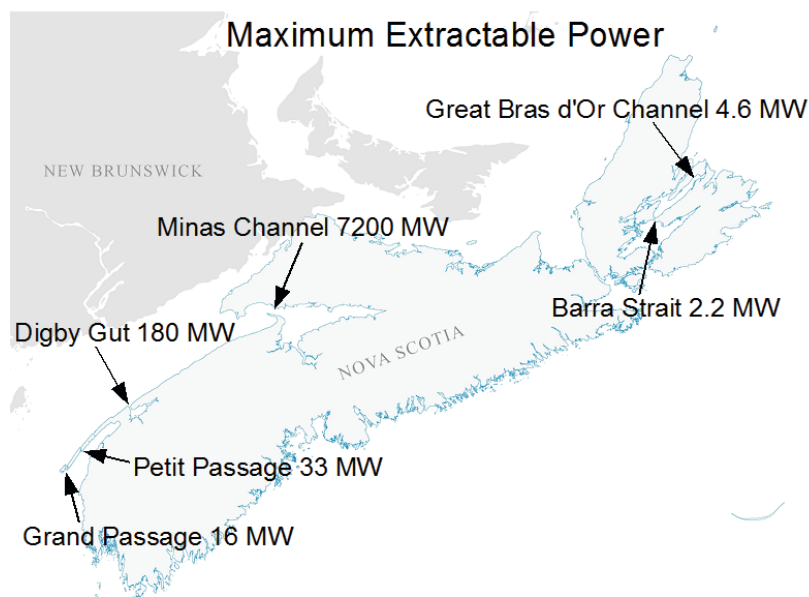 Maximum Extractable Power
Great Bras d'Or Channel 4.6 MW
NEW BRUNSWICK
Minas Channel 7200 MW
Barra Strait 2.2 MW
Digby Gut 180 MW
NOVA SCOTIA
Petit Passage 33 MW
Grand Passage 16 MW